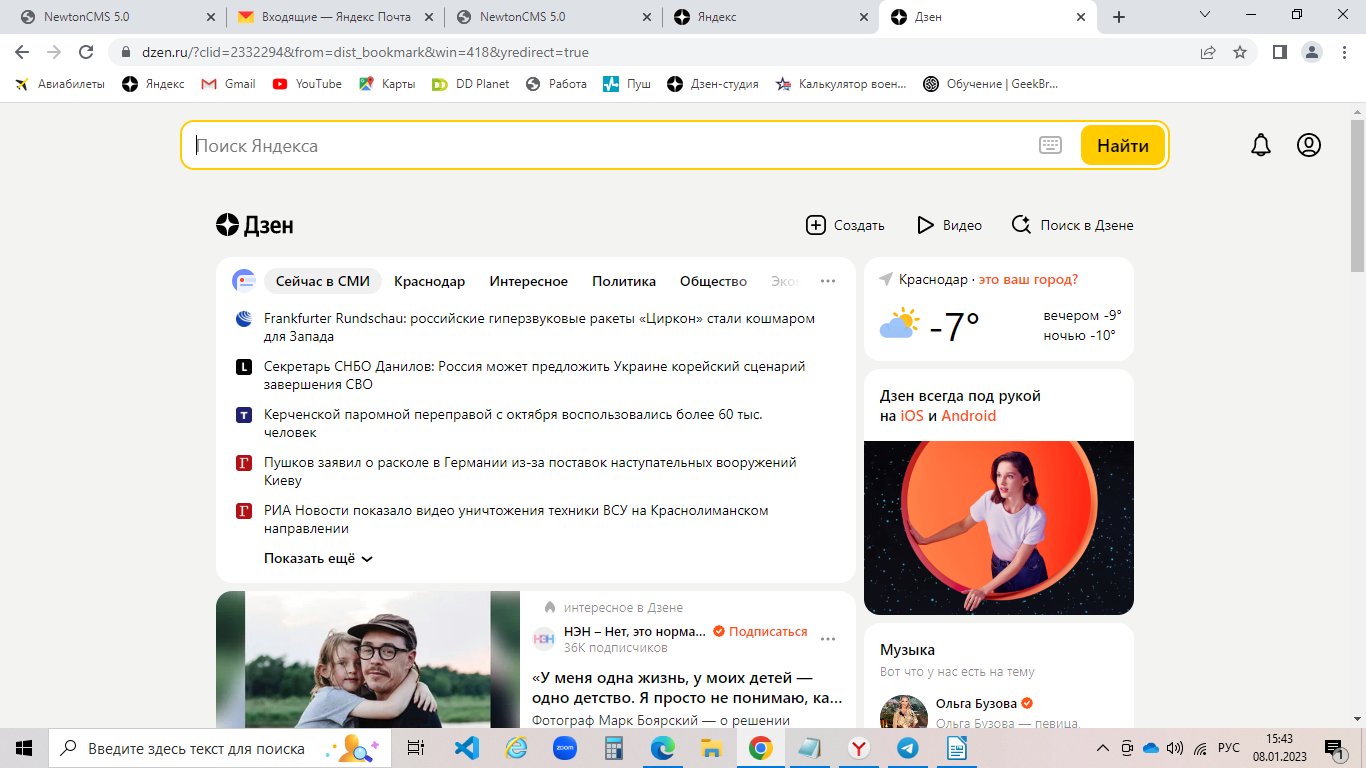 NewtonCMS 5.0
Входящие — Яндекс Почта
NewtonCMS 5.0
Яндекс
Дзен
dzen.ru/?clid=2332294&from=dist_bookmark&win=418&yredirect=true
Авиабилеты
Яндекс
Gmail
YouTube
Карты
DD Planet
Работа
Пуш
Дзен-студия
Калькулятор воен...
Обучение | GeekBr...
Поиск Яндекса
Найти
Дзен
Создать
Видео
Поиск в Дзене
Сейчас в СМИ
Краснодар
Интересное
Политика
Общество
Эко
Frankfurter Rundschau: российские гиперзвуковые ракеты «Циркон» стали кошмаром
для Запада
L
Секретарь СНБО Данилов: Россия может предложить Украине корейский сценарий
завершения СВО
T
Керченской паромной переправой с октября воспользовались более 60 тыс.
человек
Г
Пушков заявил о расколе в Германии из-за поставок наступательных вооружений
Киеву
Г
РИА Новости показало видео уничтожения техники ВСУ на Краснолиманском
направлении
Показать ещё
Краснодар · это ваш город?
-7°
вечером -9°
ночью -10°
Дзен всегда под рукой
на iOS и Android
интересное в Дзене
НЭН
НЭН – Нет, это норма...
Подписаться
36K подписчиков
«У меня одна жизнь, у моих детей —
одно детство. Я просто не понимаю, ка...
Фотограф Марк Боярский — о решении
Музыка
Вот что у нас есть на тему
Ольга Бузова
Ольга Бузова — певица,
Введите здесь текст для поиска
zoom
РУС
15:43
08.01.2023
1